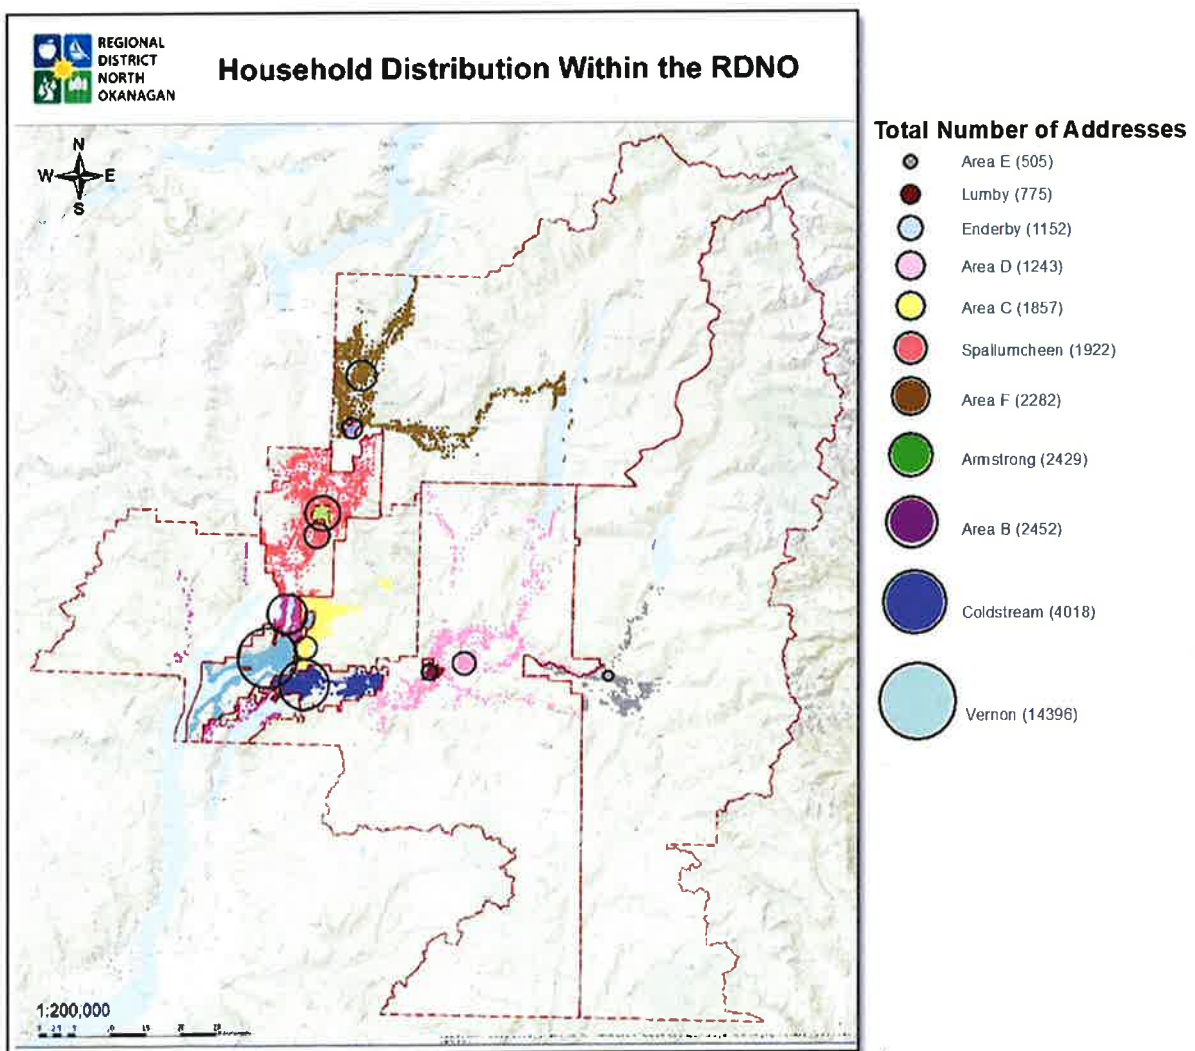 REGIONAL
DISTRICT
NORTH
OKANAGAN
Household Distribution Within the RDNO
N
W E
S
1:200,000
Total Number of Addresses
Area E (505)
Lumby (775)
Enderby (1152)
Area D (1243)
Area C (1857)
Spallumcheen (1922)
Area F (2282)
Armstrong (2429)
Area B (2452)
Coldstream (4018)
Vernon (14396)